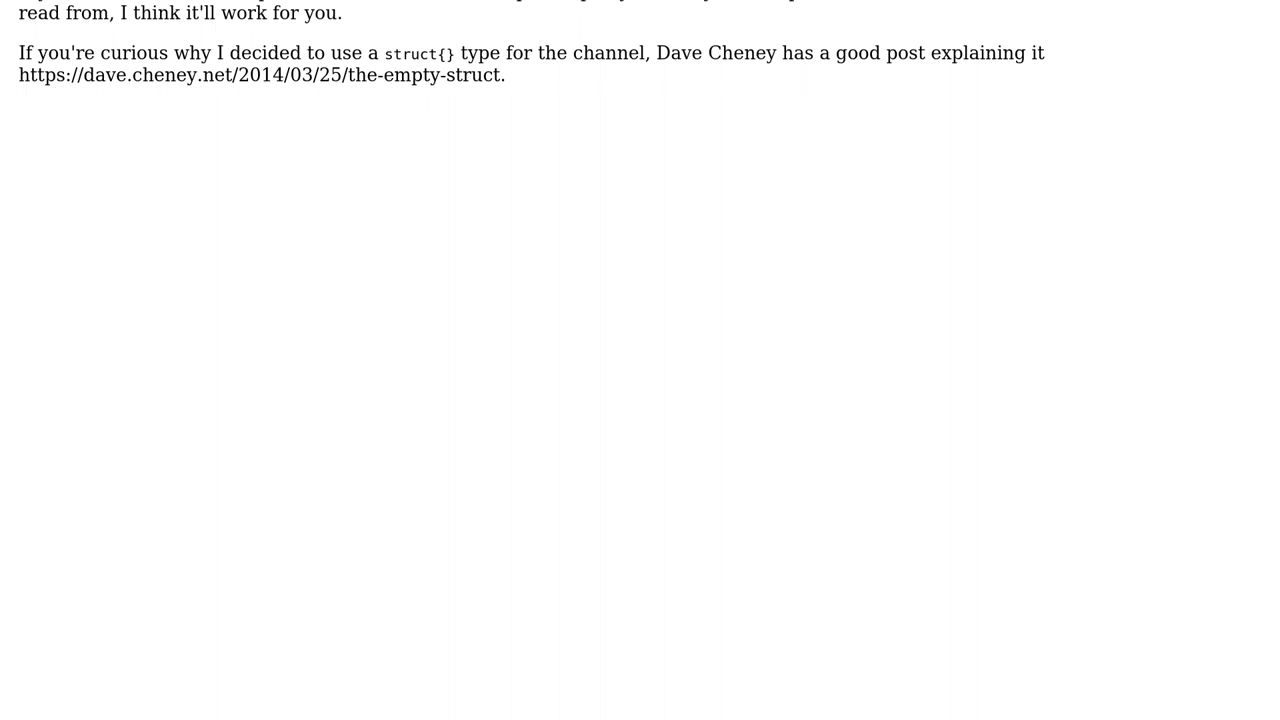 read from, I think it'll work for you.
If you're curious why I decided to use a struct{} type for the channel, Dave Cheney has a good post explaining it
https://dave.cheney.net/2014/03/25/the-empty-struct.